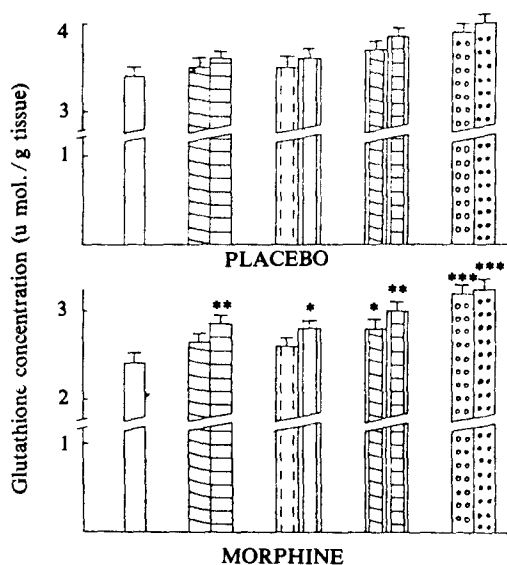 Glutathione concentration (u mol./g tissue)
4
3
1
PLACEBO
*** ***
** * * **
3
2
1
MORPHINE